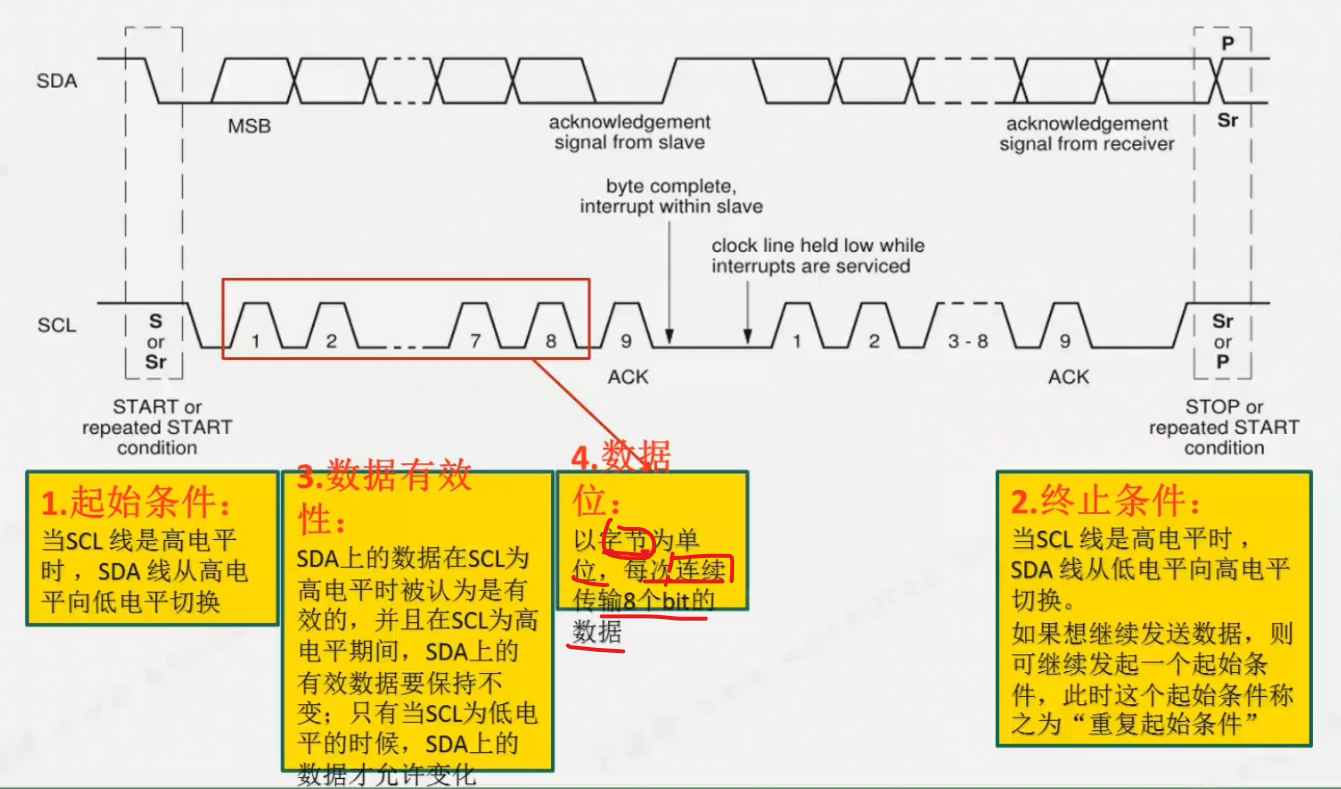 P
SDA
MSB
acknowledgement
signal from slave
acknowledgement
signal from receiver
Sr
byte complete,
interrupt within slave
clock line held low while
interrupts are serviced
SCL
S
or
Sr
1
2
7
8
9
1
2
3 - 8
9
Sr
or
P
ACK
ACK
START or
repeated START
condition
STOP or
repeated START
condition
1.起始条件：
当SCL 线是高电平
时 ，SDA 线从高电
平向低电平切换
3.数据有效
性：
SDA上的数据在SCL为
高电平时被认为是有
效的，并且在SCL为高
电平期间，SDA上的
有效数据要保持不
变；只有当SCL为低电
平的时候，SDA上的
数据才允许变化
4.数据
位：
以字节为单
位，每次连续
传输8个bit的
数据
2.终止条件：
当SCL 线是高电平时 ，
SDA 线从低电平向高电平
切换。
如果想继续发送数据，则
可继续发起一个起始条
件，此时这个起始条件称
之为“重复起始条件”